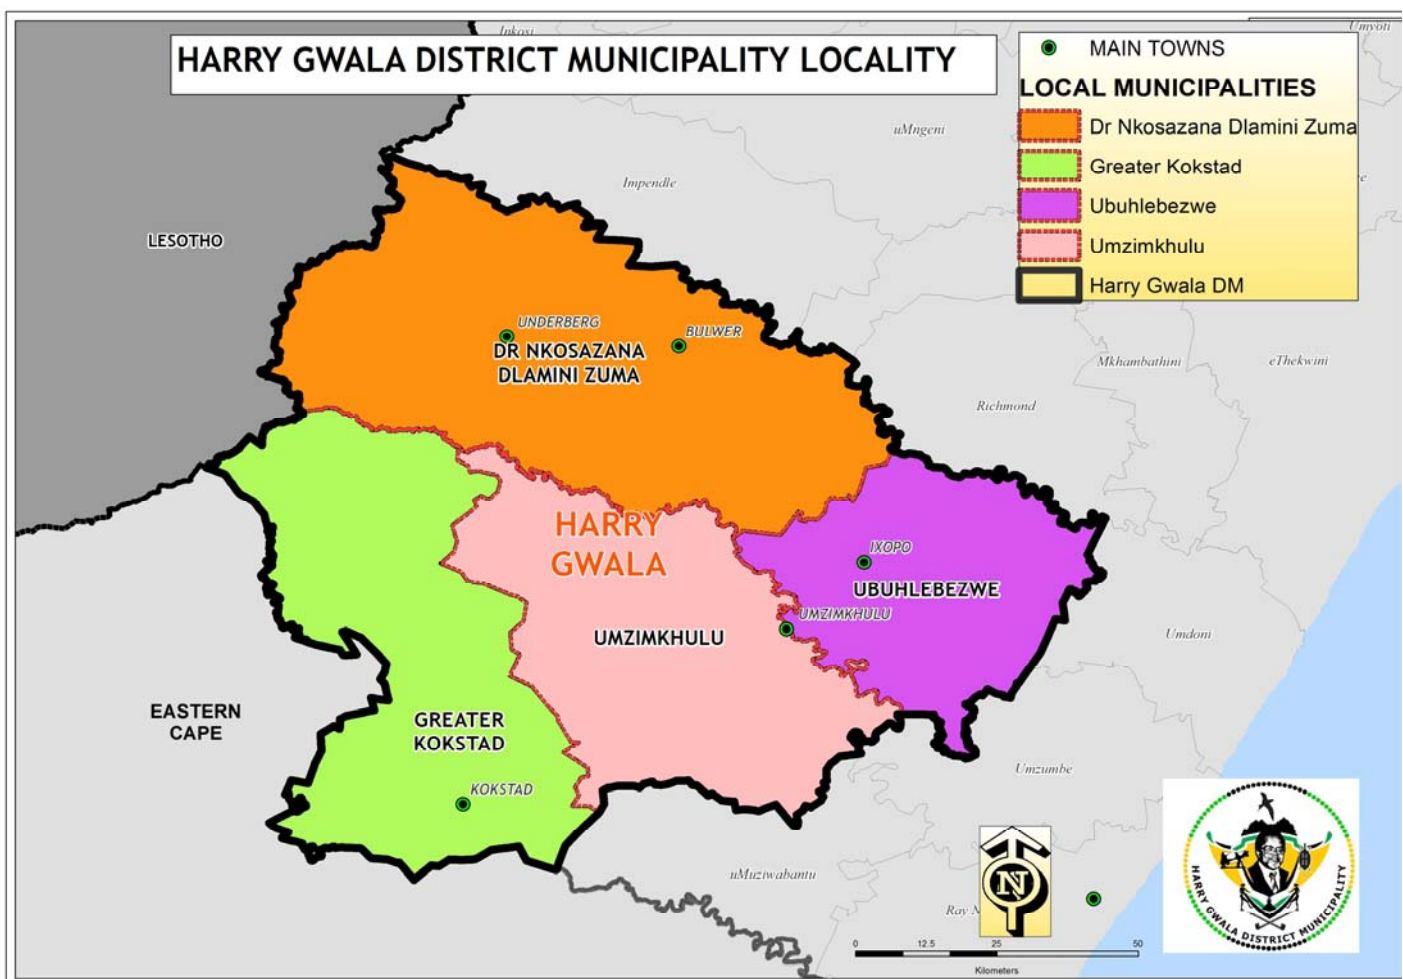 Inkosi
Umvoti
HARRY GWALA DISTRICT MUNICIPALITY LOCALITY
MAIN TOWNS
LOCAL MUNICIPALITIES
Dr Nkosazana Dlamini Zuma
Greater Kokstad
Ubuhlebezwe
Umzimkhulu
Harry Gwala DM
uMngeni
Impendle
LESOTHO
UNDERBERG
BULWER
DR NKOSAZANA
DLAMINI ZUMA
Mkhambathini
eThekwini
Richmond
HARRY
GWALA
IXOPO
UBUHLEBEZWE
UMZIMKHULU
UMZIMKHULU
Umdoni
EASTERN
CAPE
GREATER
KOKSTAD
KOKSTAD
Umzumbe
uMuziwabantu
Ray N
N
0 12.5 25 50
Kilometers
HARRY GWALA DISTRICT MUNICIPALITY